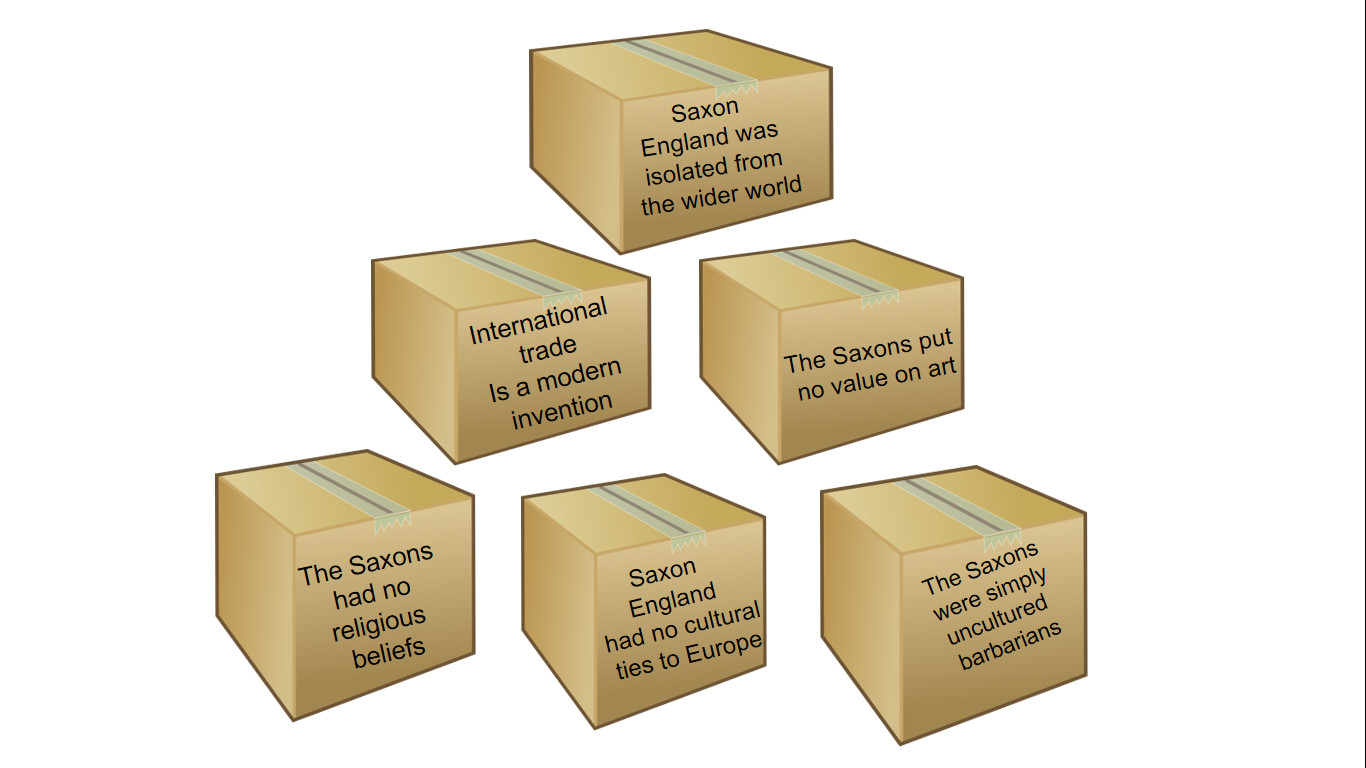 Saxon
England was
isolated from
the wider world
International
trade
Is a modern
invention
The Saxons put
no value on art
The Saxons
had no
religious
beliefs
Saxon
England
had no cultural
ties to Europe
The Saxons
were simply
uncultured
barbarians